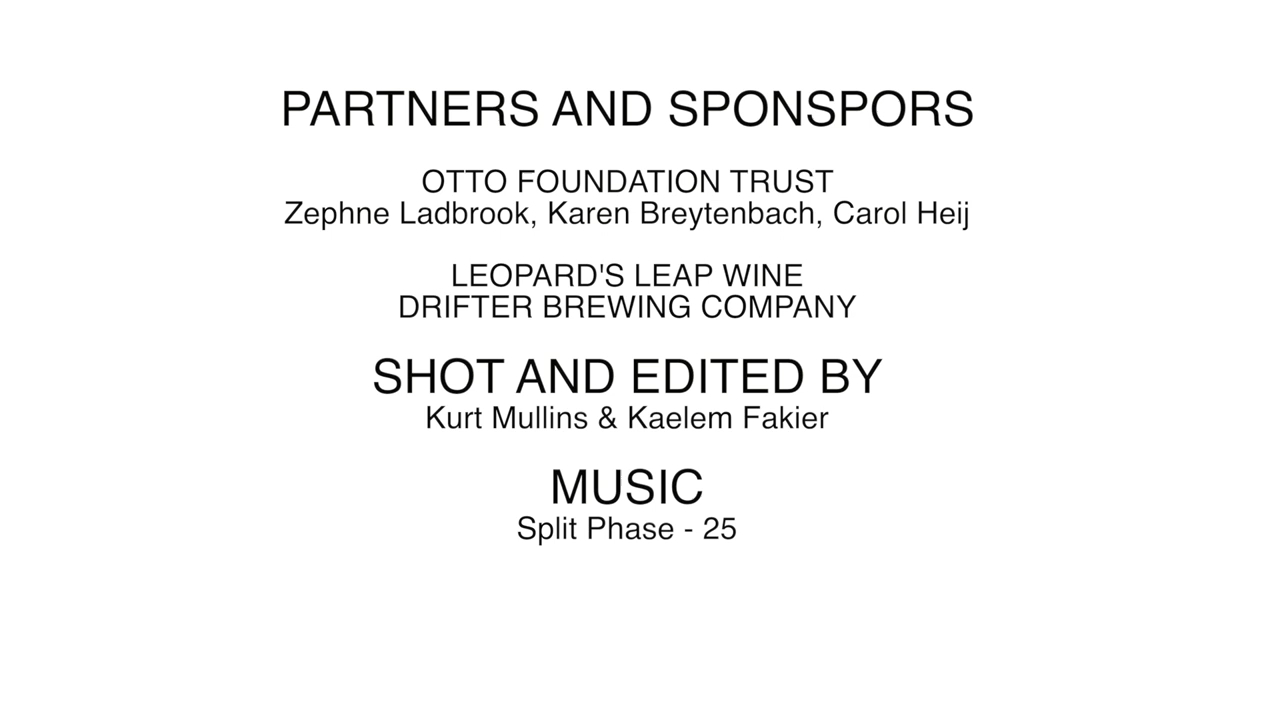 PARTNERS AND SPONSPORS
OTTO FOUNDATION TRUST
Zephne Ladbrook, Karen Breytenbach, Carol Heij
LEOPARD'S LEAP WINE
DRIFTER BREWING COMPANY
SHOT AND EDITED BY
Kurt Mullins & Kaelem Fakier
MUSIC
Split Phase - 25